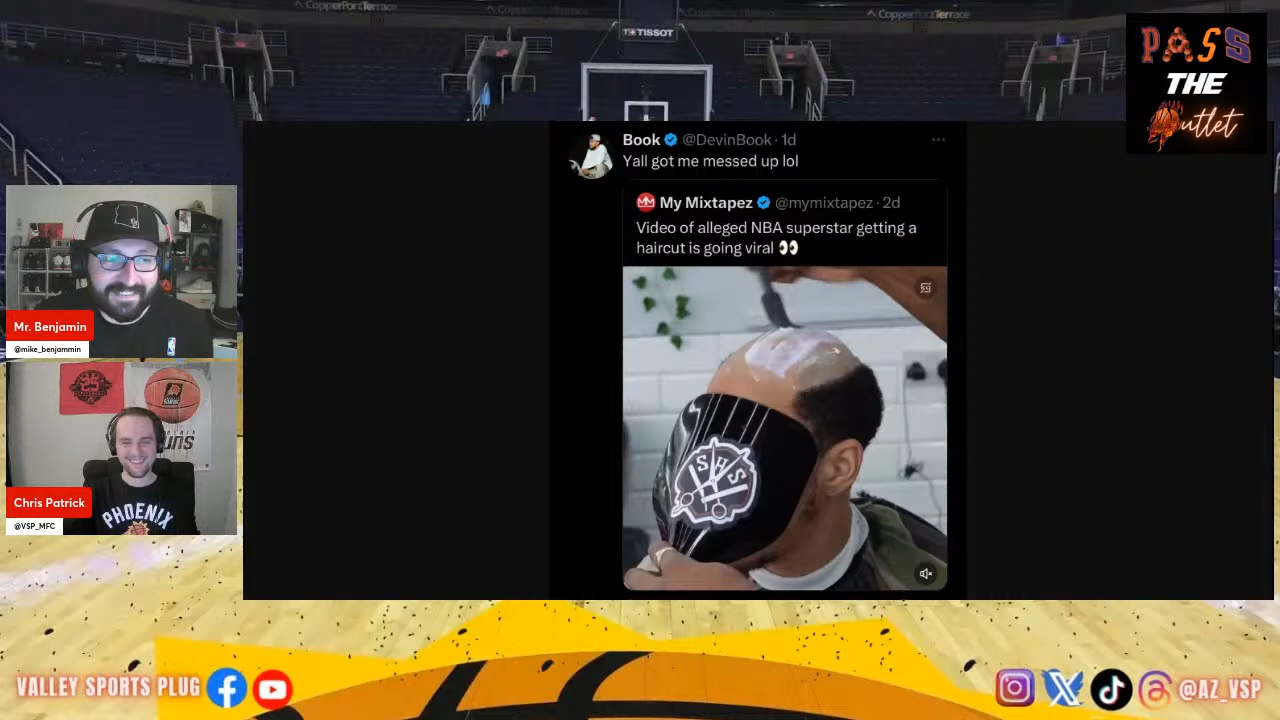 CopperPoint Terrace
CopperPoint Terrace
TISSOT
PASS
THE
Outlet
Book @DevinBook · 1d
Yall got me messed up lol
My Mixtapez @mymixtapez · 2d
Video of alleged NBA superstar getting a
haircut is going viral 👀
SHS
Mr. Benjamin
@mike_benjammin
Chris Patrick
@VSP_MFC
PHOENIX
VALLEY SPORTS PLUG
@AZ_VSP